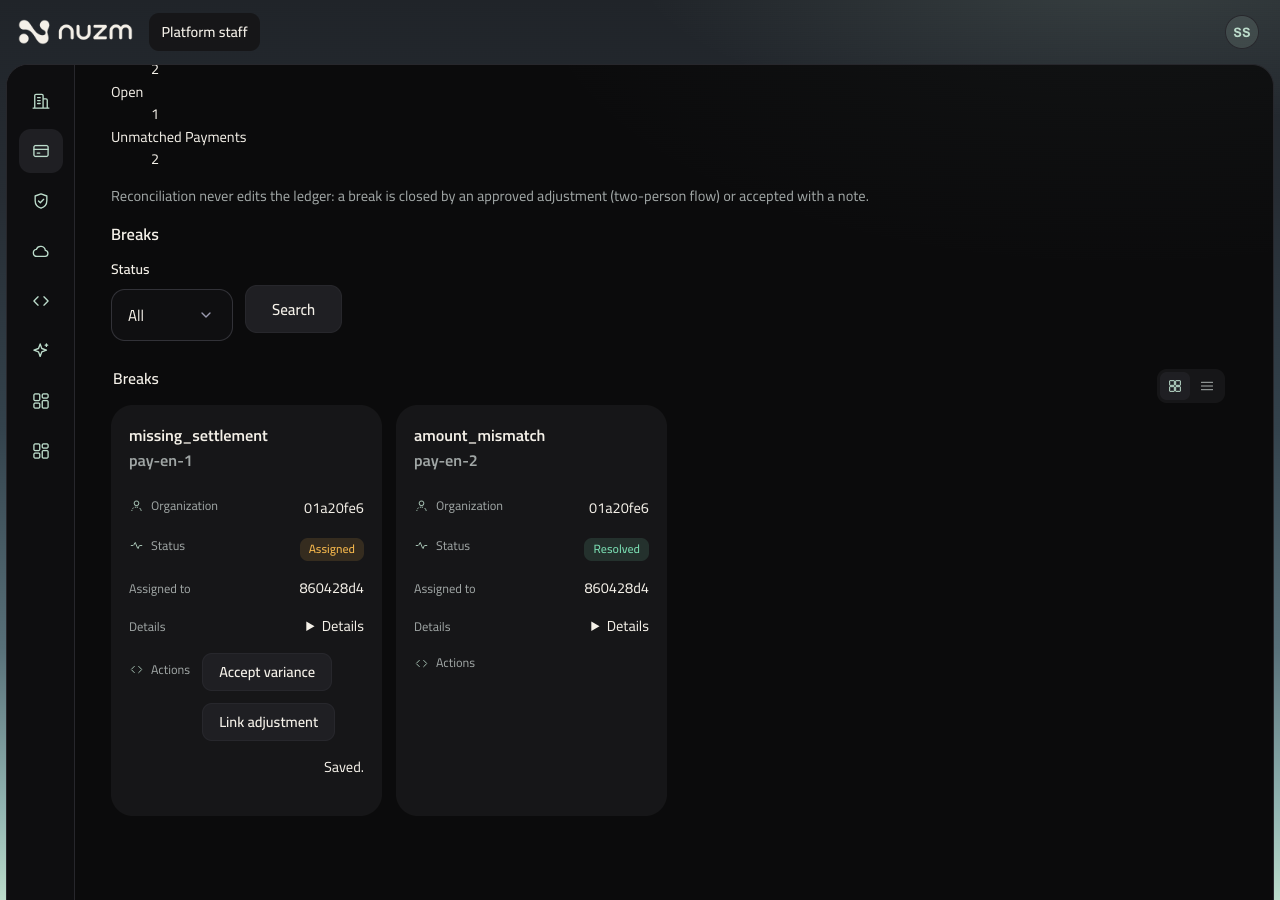 nuzm
Platform staff
SS
2
Open
1
Unmatched Payments
2
Reconciliation never edits the ledger: a break is closed by an approved adjustment (two-person flow) or accepted with a note.
Breaks
Status
All
Search
Breaks
missing_settlement
pay-en-1
Organization 01a20fe6
Status Assigned
Assigned to 860428d4
Details Details
Actions Accept variance
Link adjustment
Saved.
amount_mismatch
pay-en-2
Organization 01a20fe6
Status Resolved
Assigned to 860428d4
Details Details
Actions